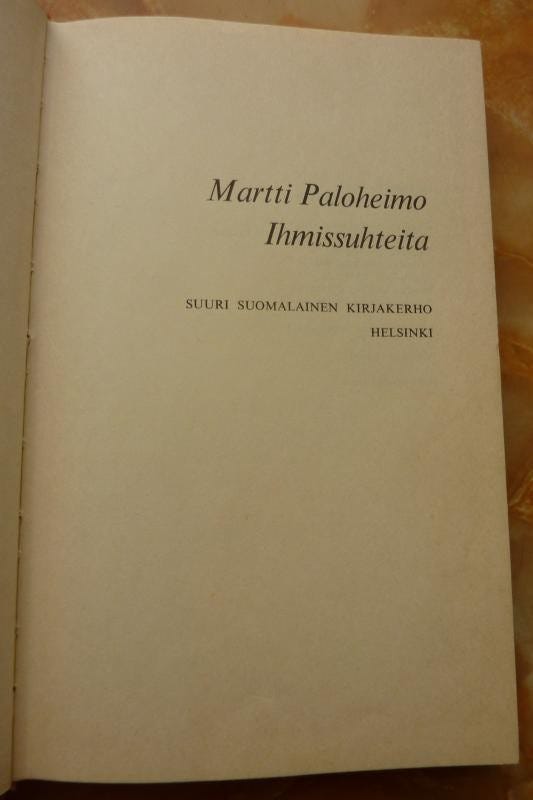 Martti Paloheimo
Ihmissuhteita
SUURI SUOMALAINEN KIRJAKERHO
HELSINKI